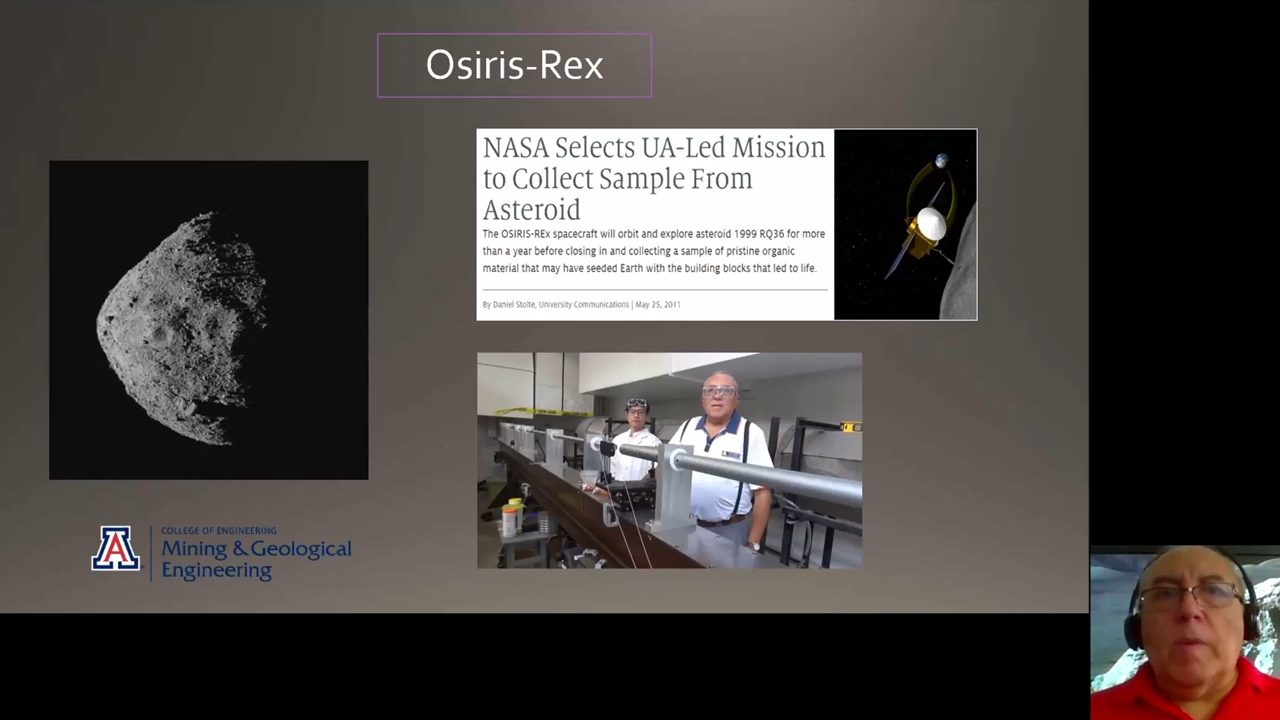 Osiris-Rex
NASA Selects UA-Led Mission
to Collect Sample From
Asteroid
The OSIRIS-REx spacecraft will orbit and explore asteroid 1999 RQ36 for more
than a year before closing in and collecting a sample of pristine organic
material that may have seeded Earth with the building blocks that led to life.
By Daniel Stolte, University Communications | May 25, 2011
A
COLLEGE OF ENGINEERING
Mining & Geological
Engineering